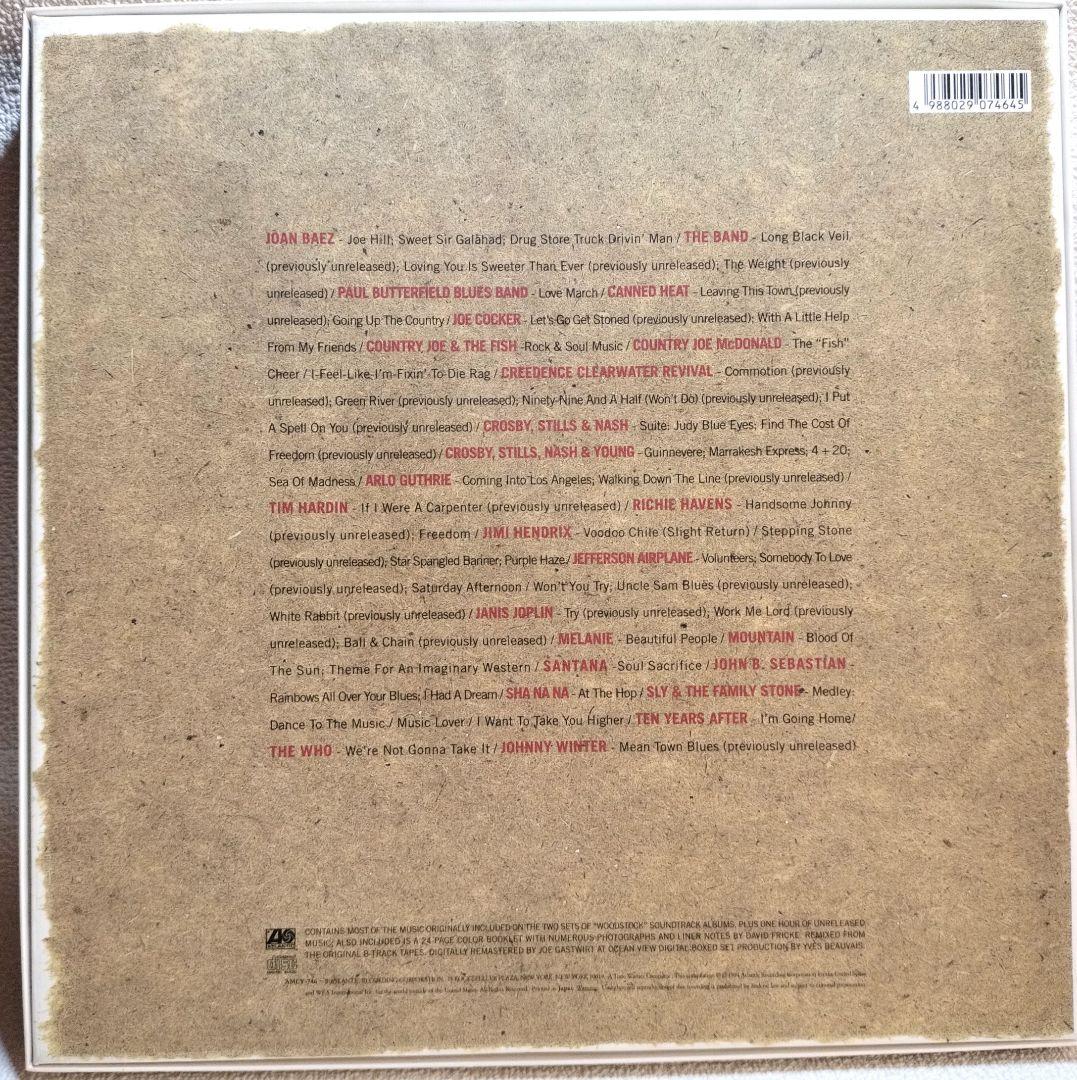 4 988029 074645
JOAN BAEZ - Joe Hill; Sweet Sir Galahad; Drug Store Truck Drivin' Man / THE BAND - Long Black Veil
(previously unreleased); Loving You Is Sweeter Than Ever (previously unreleased); The Weight (previously
unreleased) / PAUL BUTTERFIELD BLUES BAND - Love March / CANNED HEAT - Leaving This Town (previously
unreleased); Going Up The Country / JOE COCKER - Let's Go Get Stoned (previously unreleased); With A Little Help
From My Friends / COUNTRY JOE & THE FISH -Rock & Soul Music / COUNTRY JOE McDONALD - The "Fish"
Cheer / I-Feel-Like-I'm-Fixin'-To-Die Rag / CREEDENCE CLEARWATER REVIVAL - Commotion (previously
unreleased); Green River (previously unreleased); Ninety-Nine And A Half (Won't Do) (previously unreleased); I Put
A Spell On You (previously unreleased) / CROSBY, STILLS & NASH - Suite: Judy Blue Eyes; Find The Cost Of
Freedom (previously unreleased) / CROSBY, STILLS, NASH & YOUNG - Guinnevere; Marrakesh Express; 4 + 20;
Sea Of Madness / ARLO GUTHRIE - Coming Into Los Angeles; Walking Down The Line (previously unreleased) /
TIM HARDIN - If I Were A Carpenter (previously unreleased) / RICHIE HAVENS - Handsome Johnny
(previously unreleased); Freedom / JIMI HENDRIX - Voodoo Chile (Slight Return) / Stepping Stone
(previously unreleased); Star Spangled Banner; Purple Haze / JEFFERSON AIRPLANE - Volunteers; Somebody To Love
(previously unreleased); Saturday Afternoon / Won't You Try; Uncle Sam Blues (previously unreleased);
White Rabbit (previously unreleased) / JANIS JOPLIN - Try (previously unreleased); Work Me Lord (previously
unreleased); Ball & Chain (previously unreleased) / MELANIE - Beautiful People / MOUNTAIN - Blood Of
The Sun; Theme For An Imaginary Western / SANTANA -Soul Sacrifice / JOHN B. SEBASTIAN -
Rainbows All Over Your Blues; I Had A Dream / SHA NA NA - At The Hop / SLY & THE FAMILY STONE - Medley:
Dance To The Music / Music Lover / I Want To Take You Higher / TEN YEARS AFTER - I'm Going Home/
THE WHO - We're Not Gonna Take It / JOHNNY WINTER - Mean Town Blues (previously unreleased)
ATLANTIC
CONTAINS MOST OF THE MUSIC ORIGINALLY INCLUDED ON THE TWO SETS OF "WOODSTOCK" SOUNDTRACK ALBUMS, PLUS ONE HOUR OF UNRELEASED
MUSIC; ALSO INCLUDED IS A 24-PAGE COLOR BOOKLET WITH NUMEROUS PHOTOGRAPHS AND LINER NOTES BY DAVID FRICKE. REMIXED FROM
THE ORIGINAL 8-TRACK TAPES. DIGITALLY REMASTERED BY JOE GASTWIRT AT OCEAN VIEW DIGITAL. BOXED SET PRODUCTION BY YVES BEAUVAIS.
disc